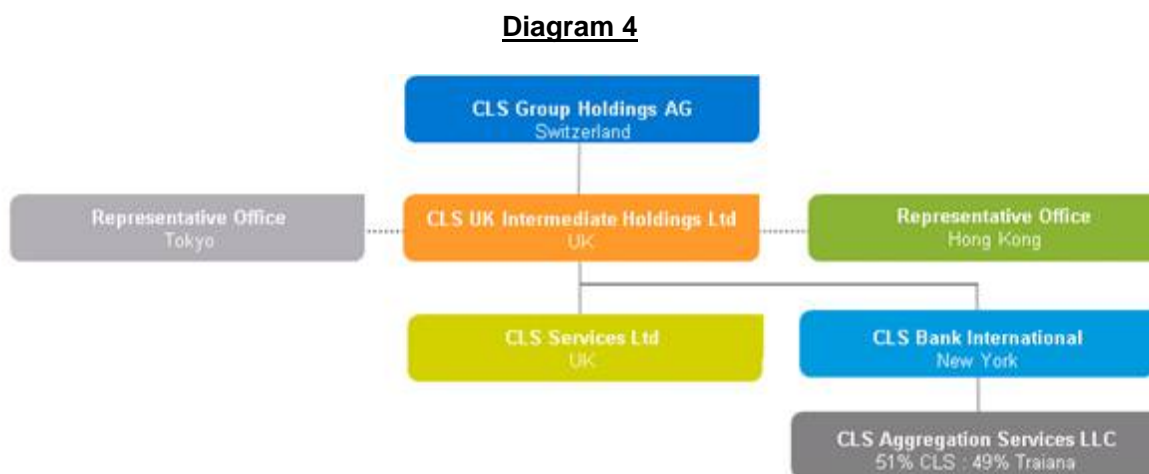 Diagram 4
CLS Group Holdings AG
Switzerland
Representative Office
Tokyo
CLS UK Intermediate Holdings Ltd
UK
Representative Office
Hong Kong
CLS Services Ltd
UK
CLS Bank International
New York
CLS Aggregation Services LLC
51% CLS : 49% Traiana